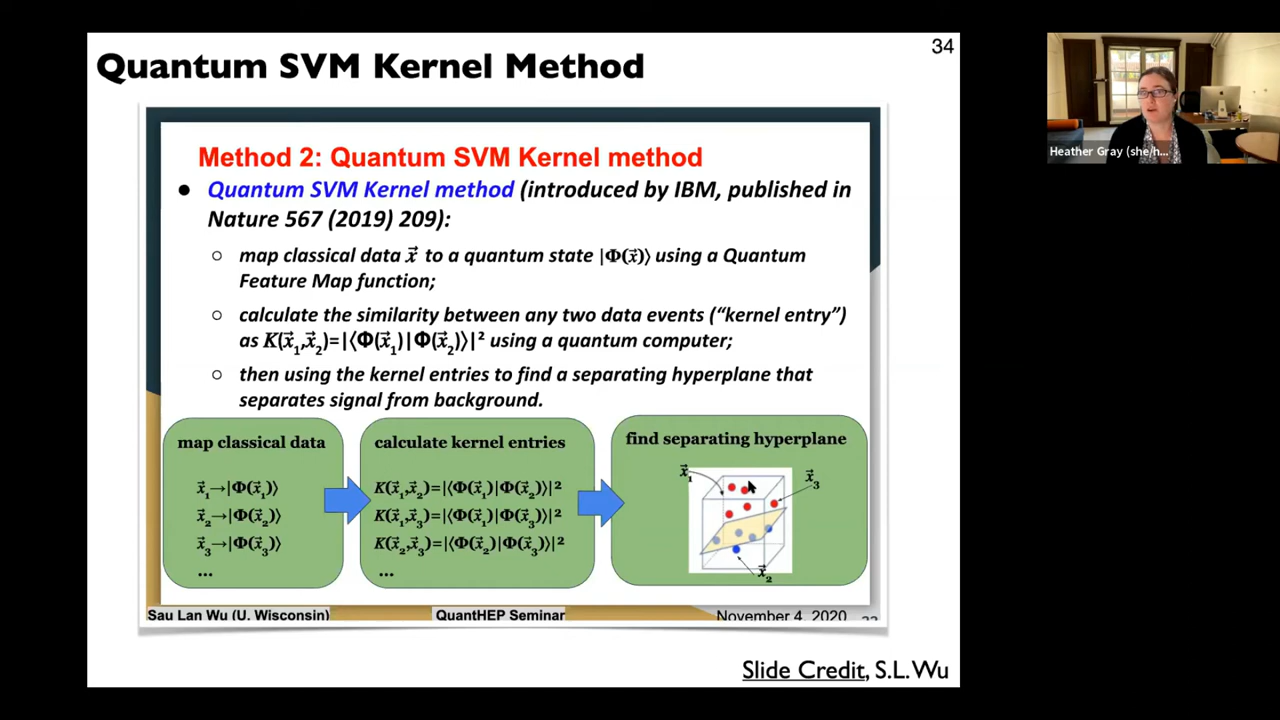 34
Quantum SVM Kernel Method
Method 2: Quantum SVM Kernel method
● Quantum SVM Kernel method (introduced by IBM, published in
Nature 567 (2019) 209):
○ map classical data x⃗ to a quantum state |Φ(x⃗)⟩ using a Quantum
Feature Map function;
○ calculate the similarity between any two data events (“kernel entry”)
as K(x⃗₁,x⃗₂)=|⟨Φ(x⃗₁)|Φ(x⃗₂)⟩|² using a quantum computer;
○ then using the kernel entries to find a separating hyperplane that
separates signal from background.
map classical data
x⃗₁→|Φ(x⃗₁)⟩
x⃗₂→|Φ(x⃗₂)⟩
x⃗₃→|Φ(x⃗₃)⟩
...
calculate kernel entries
K(x⃗₁,x⃗₂)=|⟨Φ(x⃗₁)|Φ(x⃗₂)⟩|²
K(x⃗₁,x⃗₃)=|⟨Φ(x⃗₁)|Φ(x⃗₃)⟩|²
K(x⃗₂,x⃗₃)=|⟨Φ(x⃗₂)|Φ(x⃗₃)⟩|²
...
find separating hyperplane
x⃗₁
x⃗₃
x⃗₂
Sau Lan Wu (U. Wisconsin) QuantHEP Seminar November 4, 2020
Slide Credit, S.L.Wu
Heather Gray (she/h...